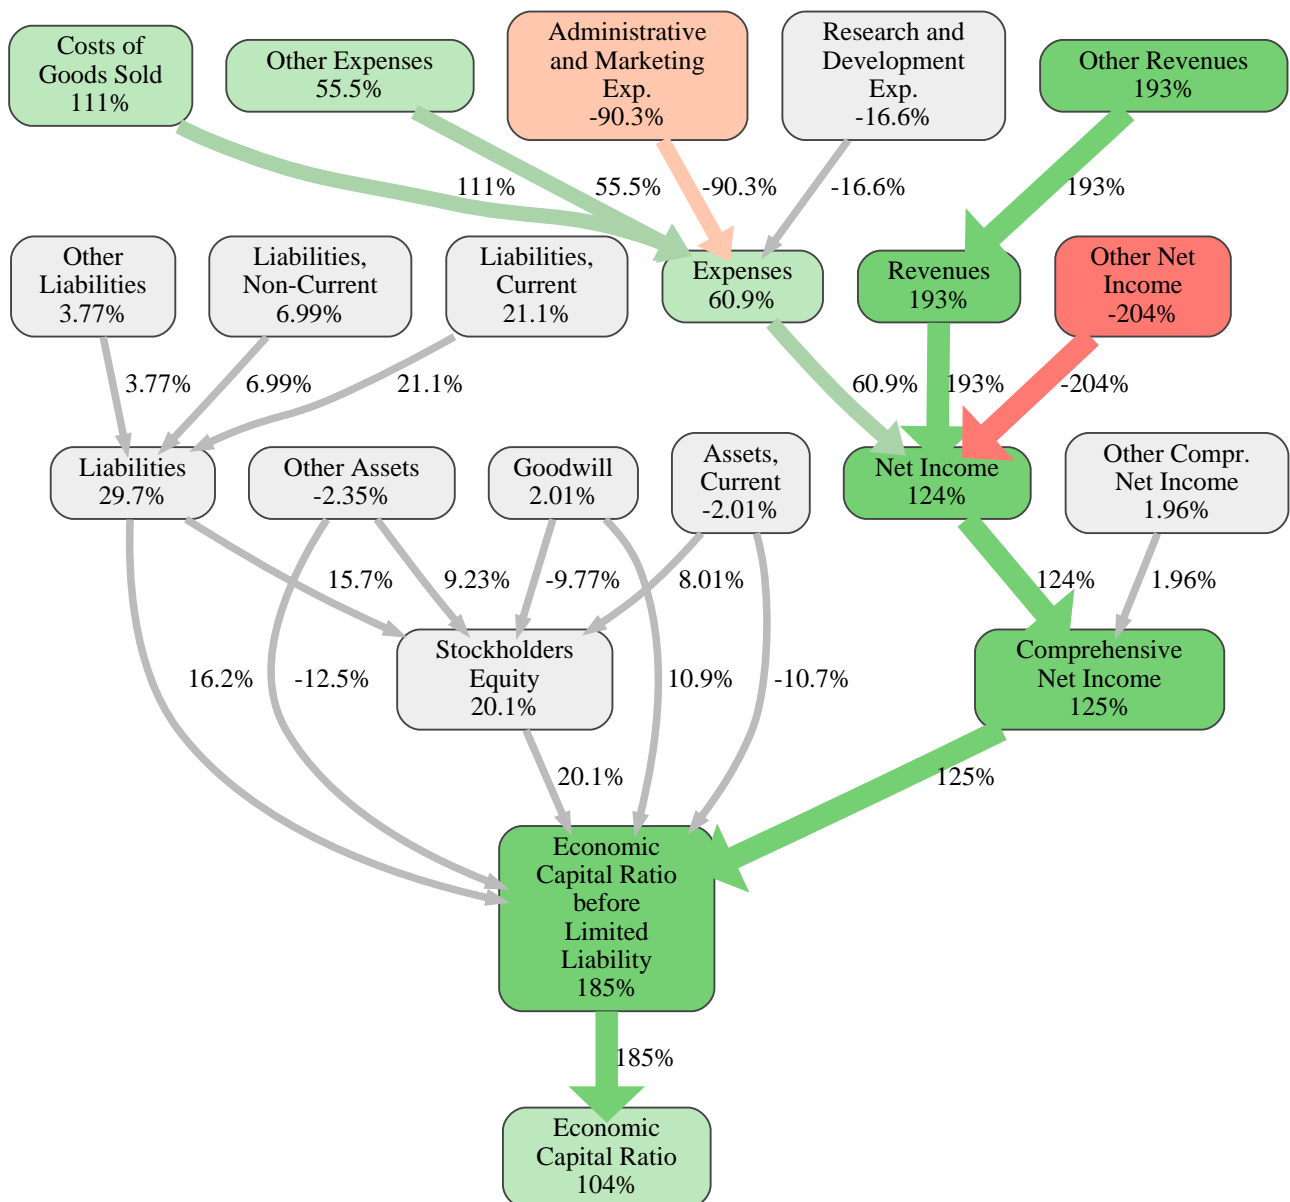 Costs of
Goods Sold
111%
Other Expenses
55.5%
Administrative
and Marketing
Exp.
-90.3%
Research and
Development
Exp.
-16.6%
Other Revenues
193%
111%
55.5%
-90.3%
-16.6%
193%
Other
Liabilities
3.77%
Liabilities,
Non-Current
6.99%
Liabilities,
Current
21.1%
Expenses
60.9%
Revenues
193%
Other Net
Income
-204%
3.77%
6.99%
21.1%
60.9%
193%
-204%
Liabilities
29.7%
Other Assets
-2.35%
Goodwill
2.01%
Assets,
Current
-2.01%
Net Income
124%
Other Compr.
Net Income
1.96%
15.7%
9.23%
-9.77%
8.01%
124%
1.96%
16.2%
-12.5%
Stockholders
Equity
20.1%
10.9%
-10.7%
Comprehensive
Net Income
125%
20.1%
125%
Economic
Capital Ratio
before
Limited
Liability
185%
185%
Economic
Capital Ratio
104%